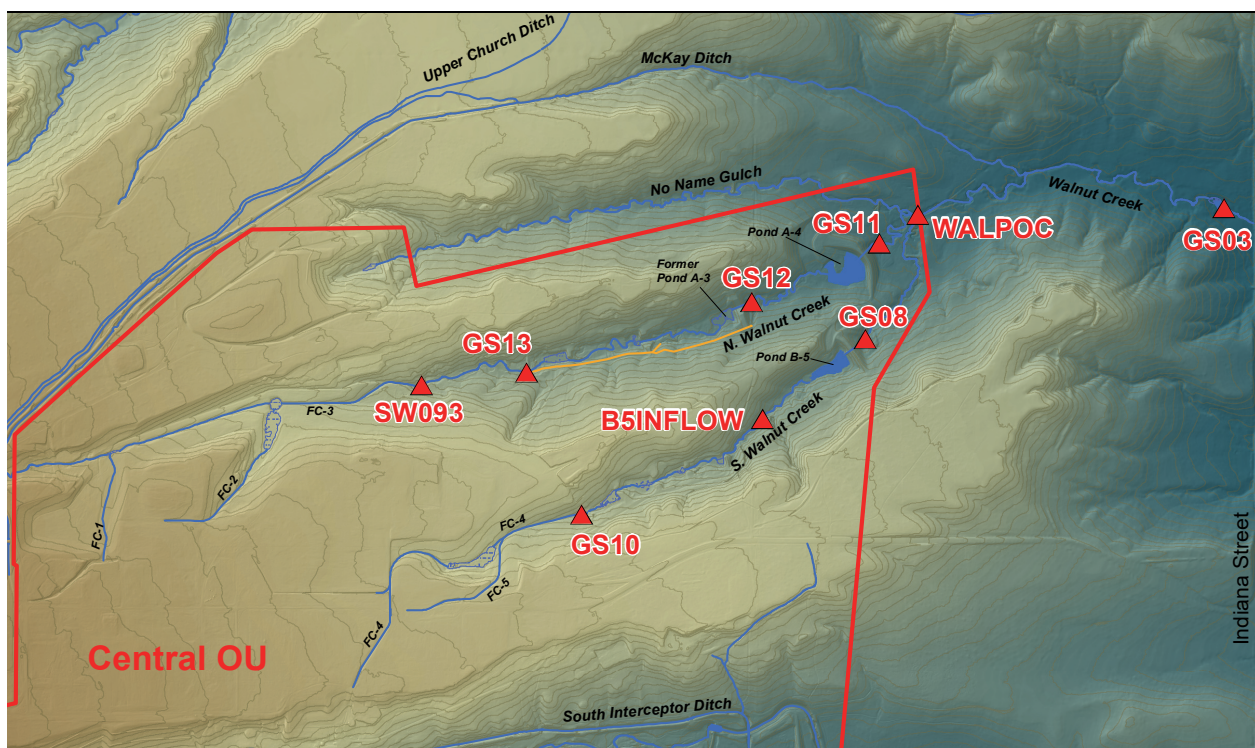 Upper Church Ditch
McKay Ditch
No Name Gulch
Walnut Creek
GS11
WALPOC
GS03
Pond A-4
Former
Pond A-3
GS12
N. Walnut Creek
GS08
GS13
Pond B-5
SW093
FC-3
B5INFLOW
S. Walnut Creek
FC-2
FC-1
FC-4
GS10
FC-5
FC-4
Indiana Street
Central OU
South Interceptor Ditch